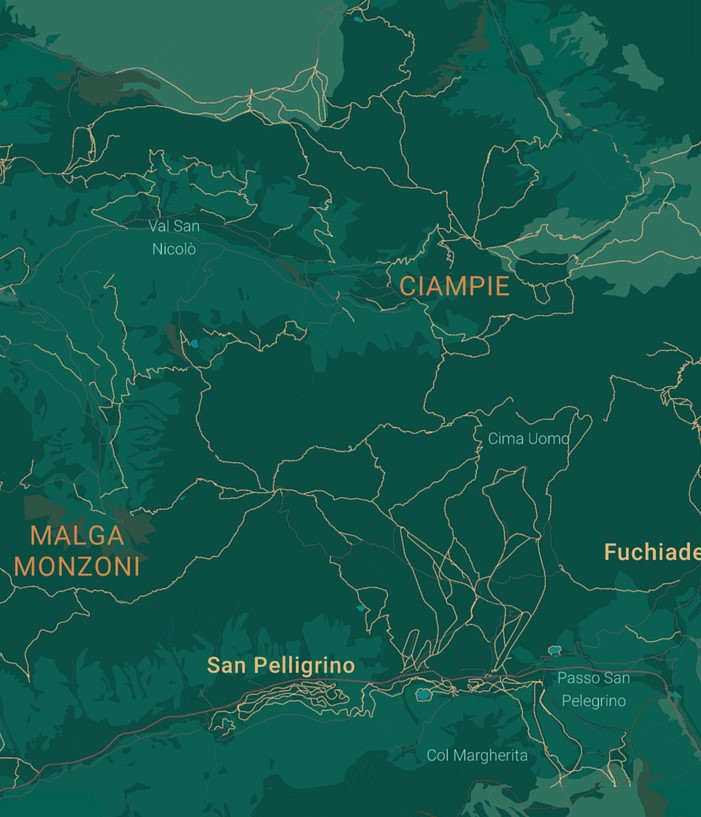 Val San
Nicolò
CIAMPIE
Cima Uomo
MALGA
MONZONI
Fuchiade
San Pelligrino
Passo San
Pelegrino
Col Margherita